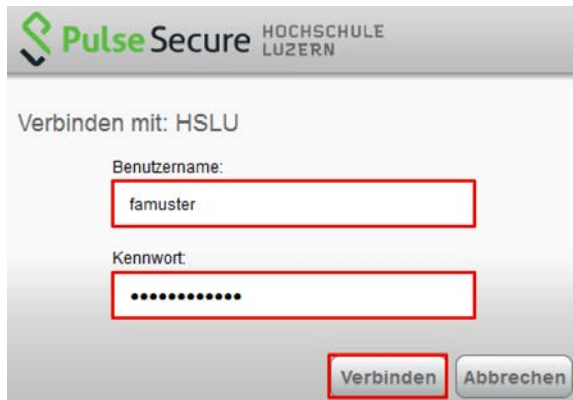 Pulse Secure HOCHSCHULE
LUZERN
Verbinden mit: HSLU
Benutzername:
famuster
Kennwort:
••••••••••••
Verbinden Abbrechen